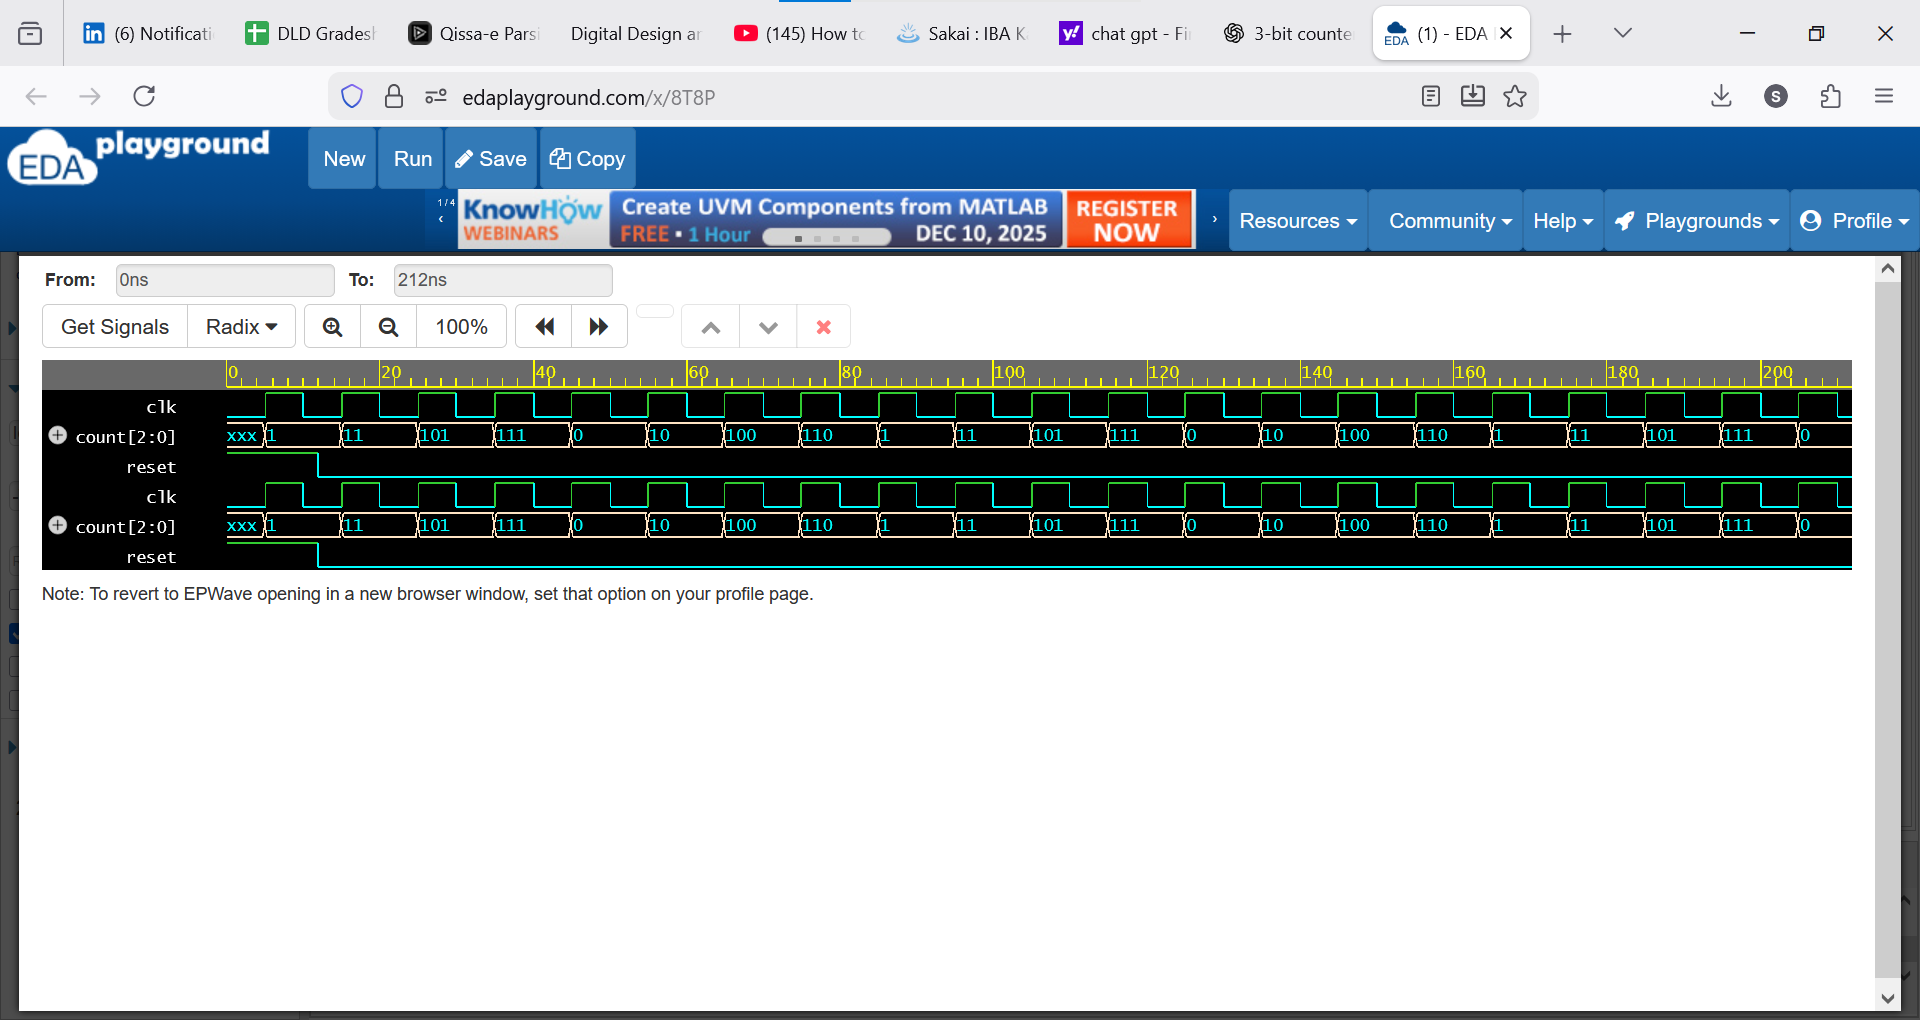 (6) Notificati
DLD Gradesh
Qissa-e Parsi
Digital Design ar
(145) How to
Sakai : IBA K
chat gpt - Fi
3-bit counte
EDA (1) - EDA
edaplayground.com/x/8T8P
S
EDA playground
New
Run
Save
Copy
1/4
KnowHow WEBINARS
Create UVM Components from MATLAB
FREE • 1 Hour
DEC 10, 2025
REGISTER NOW
Resources
Community
Help
Playgrounds
Profile
From: 0ns To: 212ns
Get Signals
Radix
100%
0 20 40 60 80 100 120 140 160 180 200
clk
count[2:0] xxx 1 11 101 111 0 10 100 110 1 11 101 111 0 10 100 110 1 11 101 111 0
reset
clk
count[2:0] xxx 1 11 101 111 0 10 100 110 1 11 101 111 0 10 100 110 1 11 101 111 0
reset
Note: To revert to EPWave opening in a new browser window, set that option on your profile page.